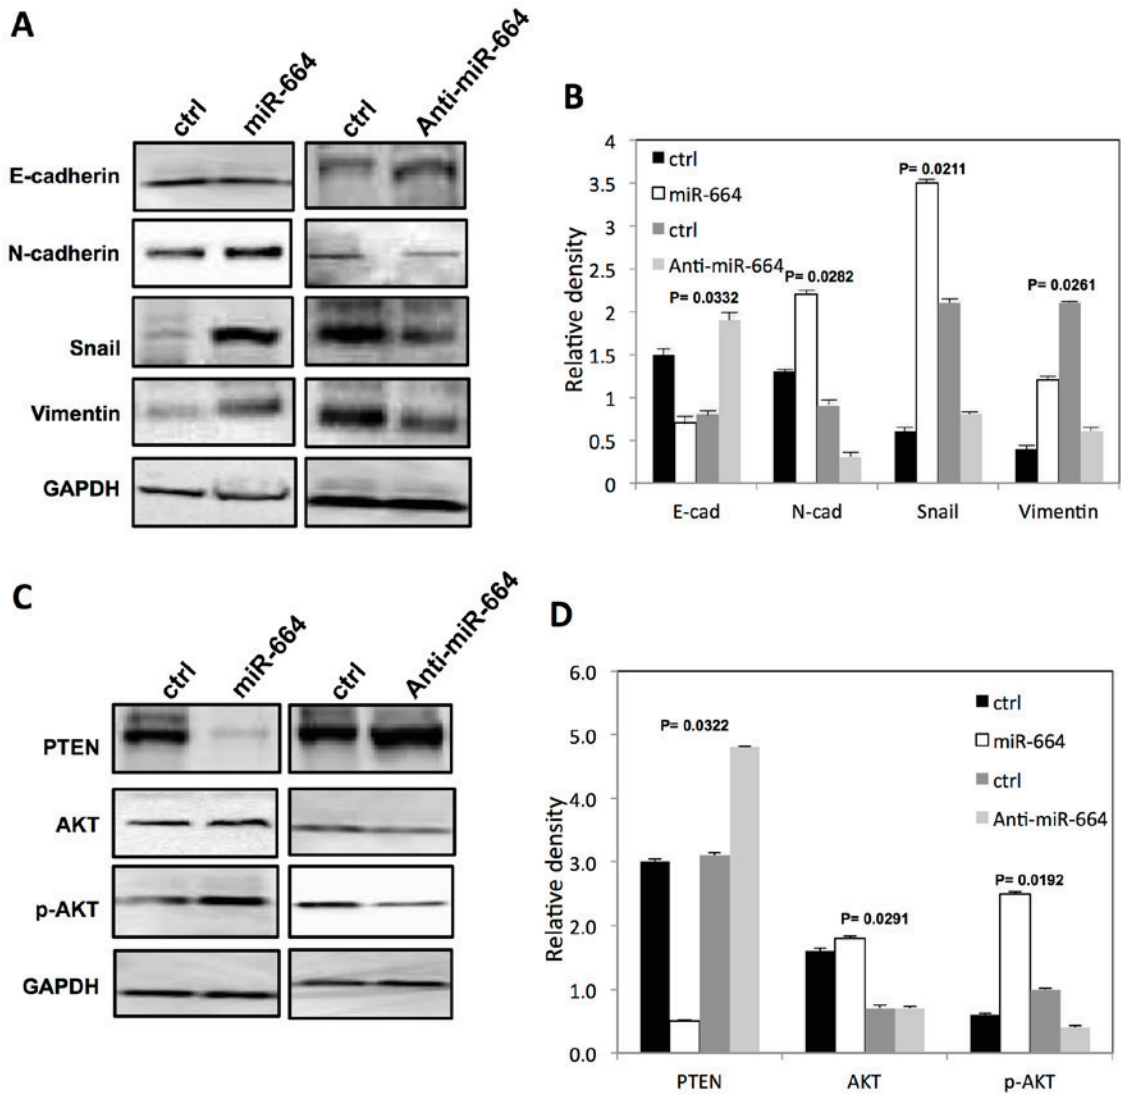 A
ctrl
miR-664
ctrl
Anti-miR-664
E-cadherin
N-cadherin
Snail
Vimentin
GAPDH
B
Relative density
4
3.5
3
2.5
2
1.5
1
0.5
0
ctrl
miR-664
ctrl
Anti-miR-664
P= 0.0332
P= 0.0282
P= 0.0211
P= 0.0261
E-cad
N-cad
Snail
Vimentin
C
ctrl
miR-664
ctrl
Anti-miR-664
PTEN
AKT
p-AKT
GAPDH
D
Relative density
6.0
5.0
4.0
3.0
2.0
1.0
0.0
ctrl
miR-664
ctrl
Anti-miR-664
P= 0.0322
P= 0.0291
P= 0.0192
PTEN
AKT
p-AKT